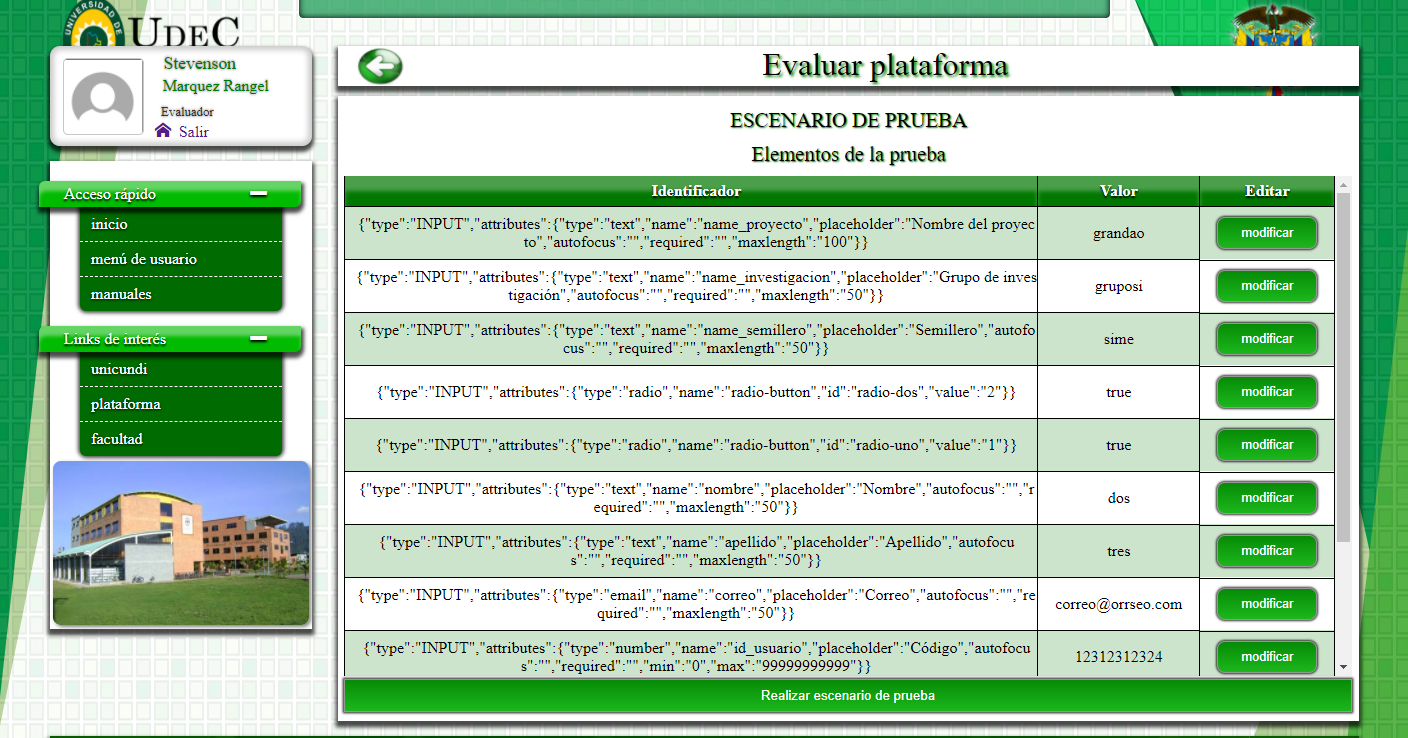 UNIVERSIDAD DE
UDEC
Stevenson
Marquez Rangel
Evaluador
Salir
Acceso rápido
inicio
menú de usuario
manuales
Links de interés
unicundi
plataforma
facultad
Evaluar plataforma
ESCENARIO DE PRUEBA
Elementos de la prueba
Identificador Valor Editar
{"type":"INPUT","attributes":{"type":"text","name":"name_proyecto","placeholder":"Nombre del proyec
to","autofocus":"","required":"","maxlength":"100"}} grandao modificar
{"type":"INPUT","attributes":{"type":"text","name":"name_investigacion","placeholder":"Grupo de inves
tigación","autofocus":"","required":"","maxlength":"50"}} gruposi modificar
{"type":"INPUT","attributes":{"type":"text","name":"name_semillero","placeholder":"Semillero","autofo
cus":"","required":"","maxlength":"50"}} sime modificar
{"type":"INPUT","attributes":{"type":"radio","name":"radio-button","id":"radio-dos","value":"2"}} true modificar
{"type":"INPUT","attributes":{"type":"radio","name":"radio-button","id":"radio-uno","value":"1"}} true modificar
{"type":"INPUT","attributes":{"type":"text","name":"nombre","placeholder":"Nombre","autofocus":"","r
equired":"","maxlength":"50"}} dos modificar
{"type":"INPUT","attributes":{"type":"text","name":"apellido","placeholder":"Apellido","autofocu
s":"","required":"","maxlength":"50"}} tres modificar
{"type":"INPUT","attributes":{"type":"email","name":"correo","placeholder":"Correo","autofocus":"","re
quired":"","maxlength":"50"}} correo@orrseo.com modificar
{"type":"INPUT","attributes":{"type":"number","name":"id_usuario","placeholder":"Código","autofocu
s":"","required":"","min":"0","max":"99999999999"}} 12312312324 modificar
Realizar escenario de prueba